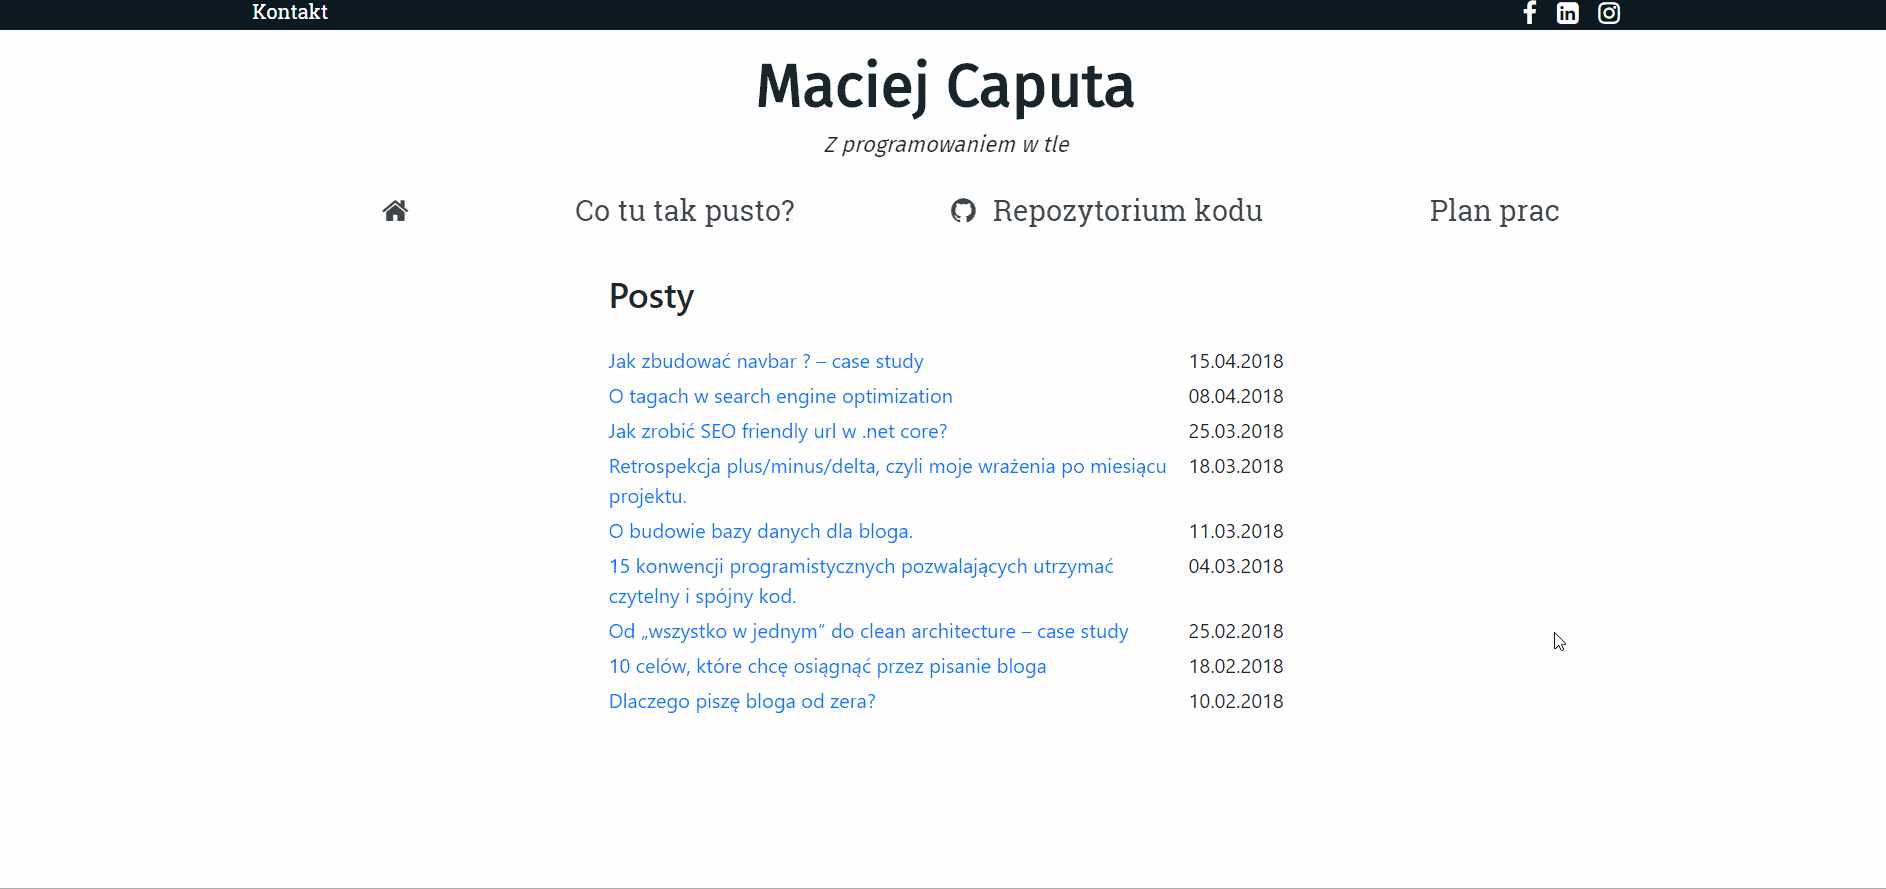 Kontakt
Maciej Caputa
Z programowaniem w tle
Co tu tak pusto?
Repozytorium kodu
Plan prac
Posty
Jak zbudować navbar ? – case study 15.04.2018
O tagach w search engine optimization 08.04.2018
Jak zrobić SEO friendly url w .net core? 25.03.2018
Retrospekcja plus/minus/delta, czyli moje wrażenia po miesiącu 18.03.2018
projektu.
O budowie bazy danych dla bloga. 11.03.2018
15 konwencji programistycznych pozwalających utrzymać 04.03.2018
czytelny i spójny kod.
Od „wszystko w jednym” do clean architecture – case study 25.02.2018
10 celów, które chcę osiągnąć przez pisanie bloga 18.02.2018
Dlaczego piszę bloga od zera? 10.02.2018